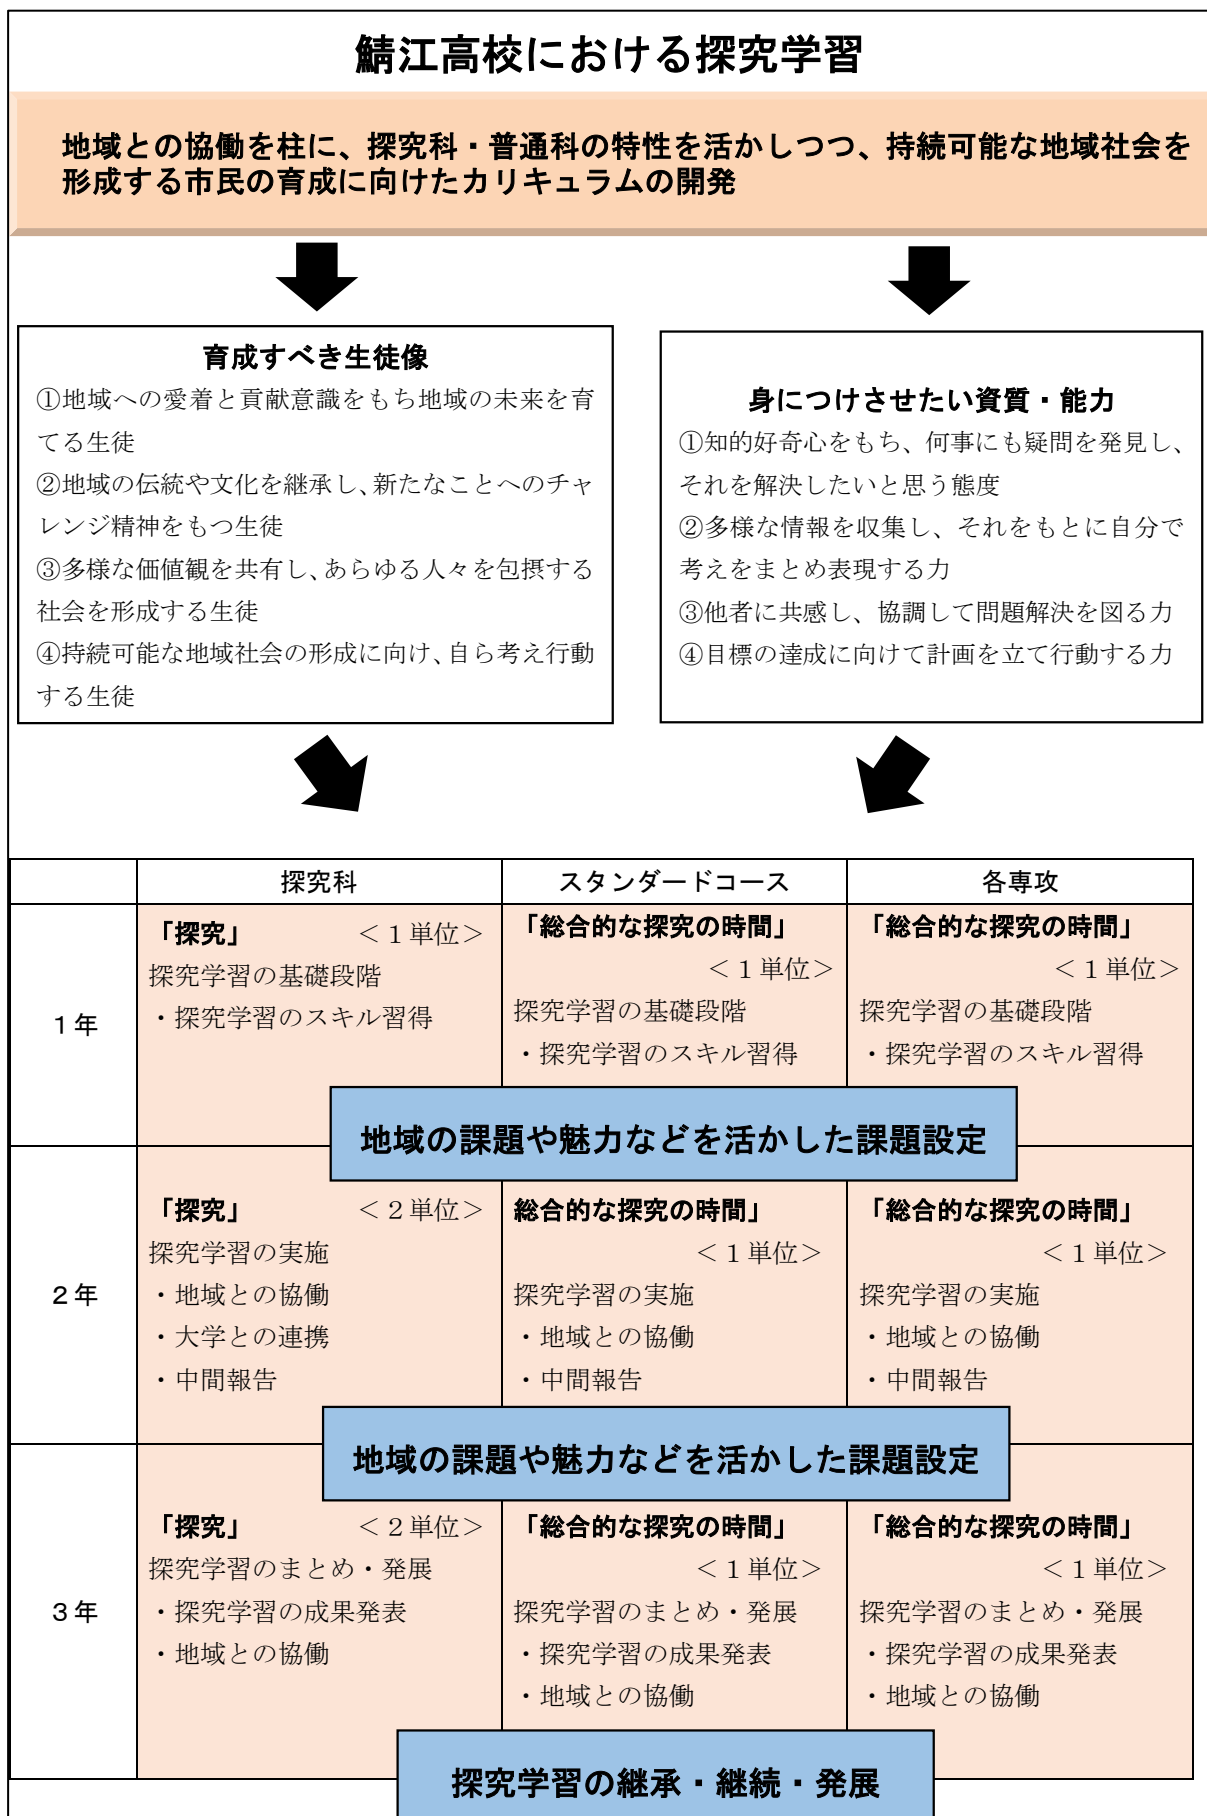 鯖江高校における探究学習
地域との協働を柱に、探究科・普通科の特性を活かしつつ、持続可能な地域社会を
形成する市民の育成に向けたカリキュラムの開発
育成すべき生徒像
①地域への愛着と貢献意識をもち地域の未来を育
てる生徒
②地域の伝統や文化を継承し、新たなことへのチャ
レンジ精神をもつ生徒
③多様な価値観を共有し、あらゆる人々を包摂する
社会を形成する生徒
④持続可能な地域社会の形成に向け、自ら考え行動
する生徒
身につけさせたい資質・能力
①知的好奇心をもち、何事にも疑問を発見し、
それを解決したいと思う態度
②多様な情報を収集し、それをもとに自分で
考えをまとめ表現する力
③他者に共感し、協調して問題解決を図る力
④目標の達成に向けて計画を立て行動する力
探究科
スタンダードコース
各専攻
1年
「探究」 <1単位>
探究学習の基礎段階
・探究学習のスキル習得
「総合的な探究の時間」
<1単位>
探究学習の基礎段階
・探究学習のスキル習得
「総合的な探究の時間」
<1単位>
探究学習の基礎段階
・探究学習のスキル習得
地域の課題や魅力などを活かした課題設定
2年
「探究」 <2単位>
探究学習の実施
・地域との協働
・大学との連携
・中間報告
総合的な探究の時間」
<1単位>
探究学習の実施
・地域との協働
・中間報告
「総合的な探究の時間」
<1単位>
探究学習の実施
・地域との協働
・中間報告
地域の課題や魅力などを活かした課題設定
3年
「探究」 <2単位>
探究学習のまとめ・発展
・探究学習の成果発表
・地域との協働
「総合的な探究の時間」
<1単位>
探究学習のまとめ・発展
・探究学習の成果発表
・地域との協働
「総合的な探究の時間」
<1単位>
探究学習のまとめ・発展
・探究学習の成果発表
・地域との協働
探究学習の継承・継続・発展